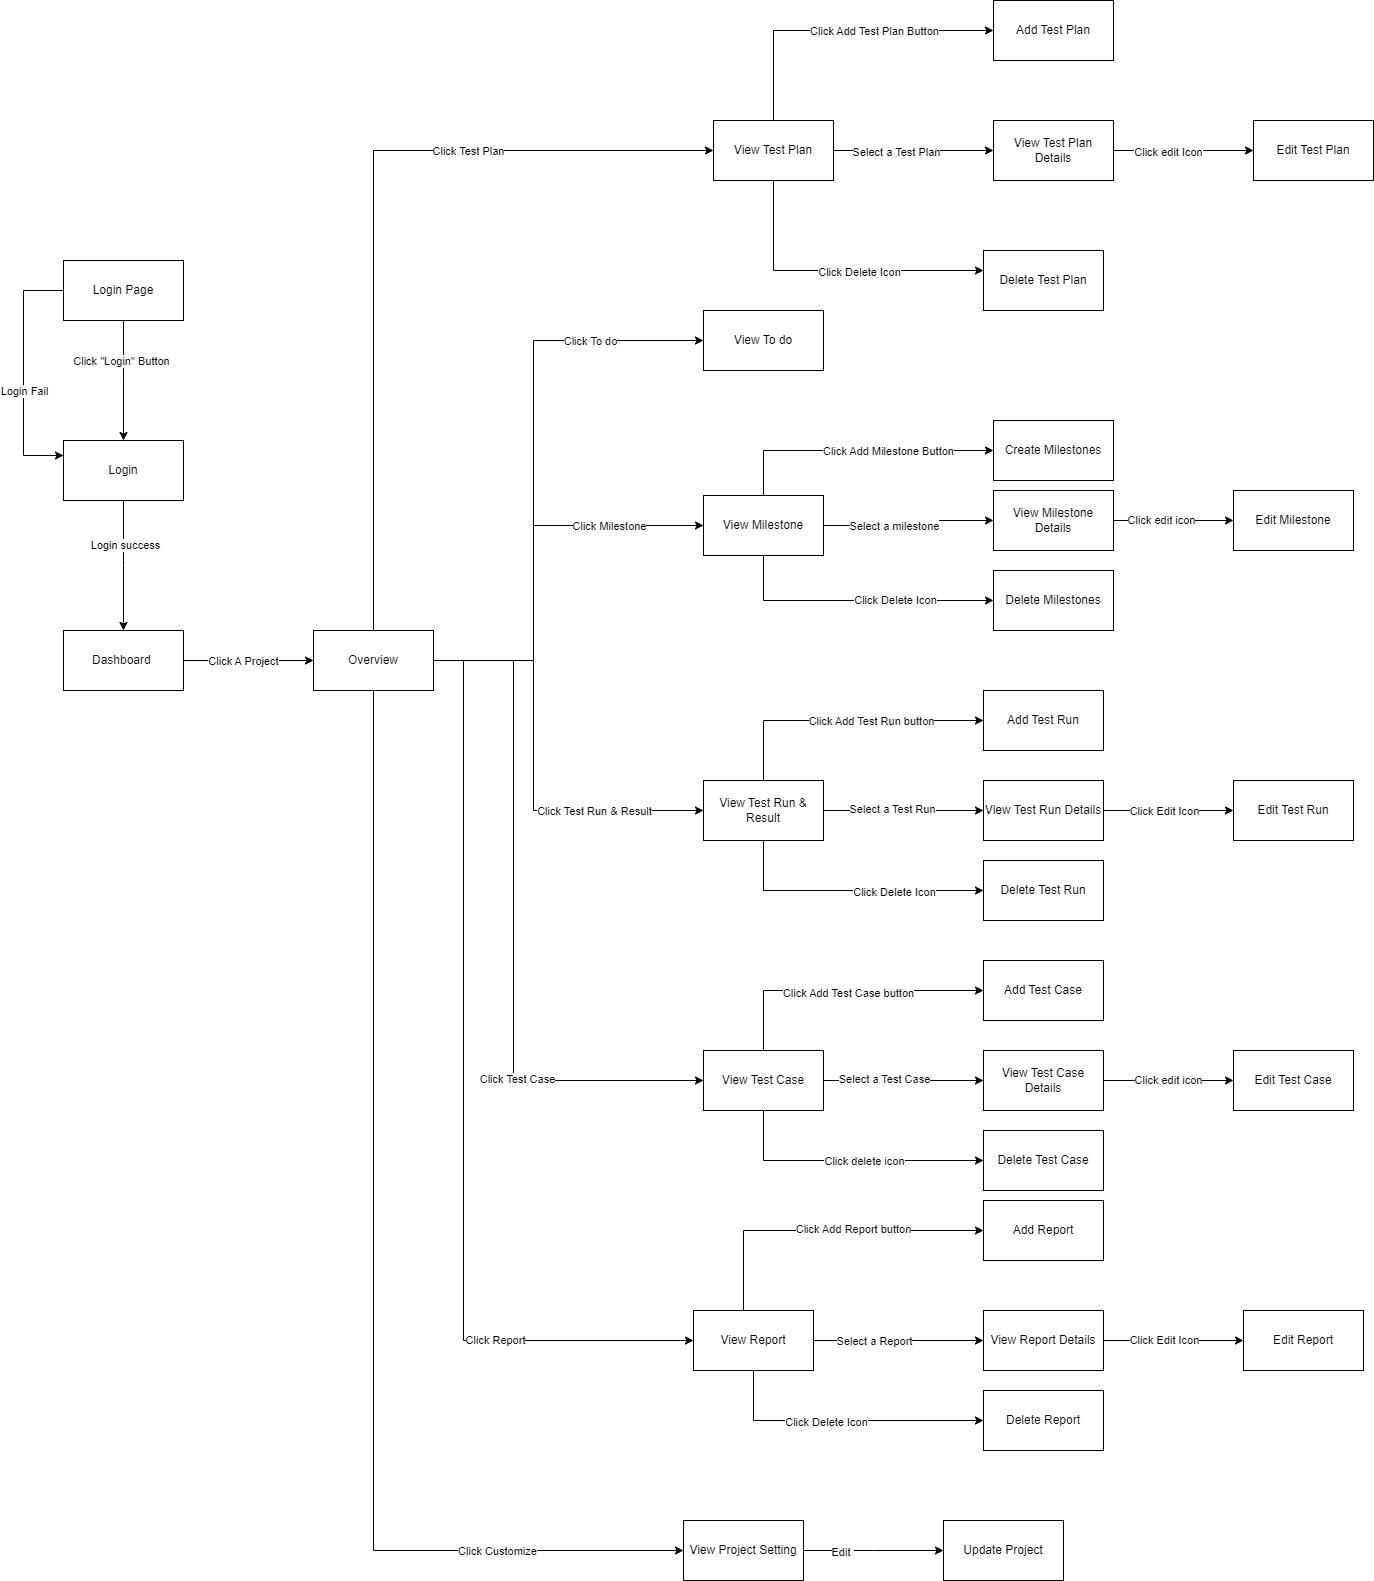 Click Add Test Plan Button
Add Test Plan
Click Test Plan
View Test Plan
Select a Test Plan
View Test Plan
Details
Click edit Icon
Edit Test Plan
Click Delete Icon
Delete Test Plan
Login Page
Click "Login" Button
Login Fail
Login
Login success
Dashboard
Click A Project
Overview
Click To do
View To do
Click Add Milestone Button
Create Milestones
Click Milestone
View Milestone
Select a milestone
View Milestone
Details
Click edit icon
Edit Milestone
Click Delete Icon
Delete Milestones
Click Add Test Run button
Add Test Run
Click Test Run & Result
View Test Run &
Result
Select a Test Run
View Test Run Details
Click Edit Icon
Edit Test Run
Click Delete Icon
Delete Test Run
Click Add Test Case button
Add Test Case
Click Test Case
View Test Case
Select a Test Case
View Test Case
Details
Click edit icon
Edit Test Case
Click delete icon
Delete Test Case
Click Add Report button
Add Report
Click Report
View Report
Select a Report
View Report Details
Click Edit Icon
Edit Report
Click Delete Icon
Delete Report
Click Customize
View Project Setting
Edit
Update Project